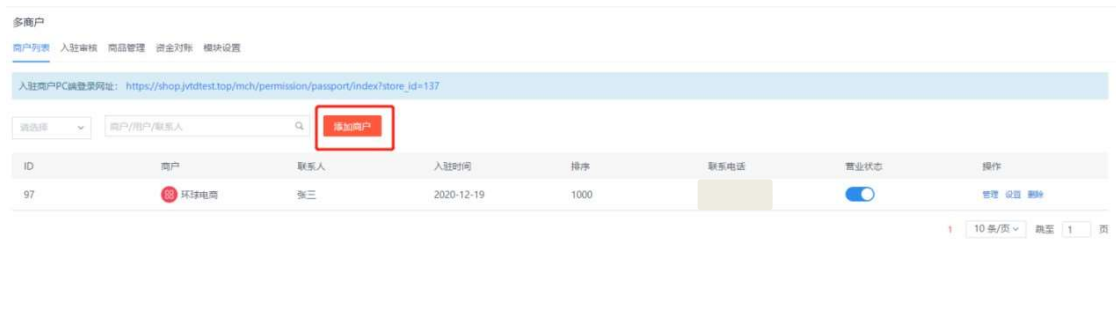 多商户
商户列表 入驻审核 商品管理 资金对账 模块设置
入驻商户PC端登录网址： https://shop.jvtdtest.top/mch/permission/passport/index?store_id=137
请选择 商户/用户/联系人 添加商户
ID 商户 联系人 入驻时间 排序 联系电话 营业状态 操作
97 环球电商 张三 2020-12-19 1000 管理 设置 删除
1 10 条/页 跳至 1 页